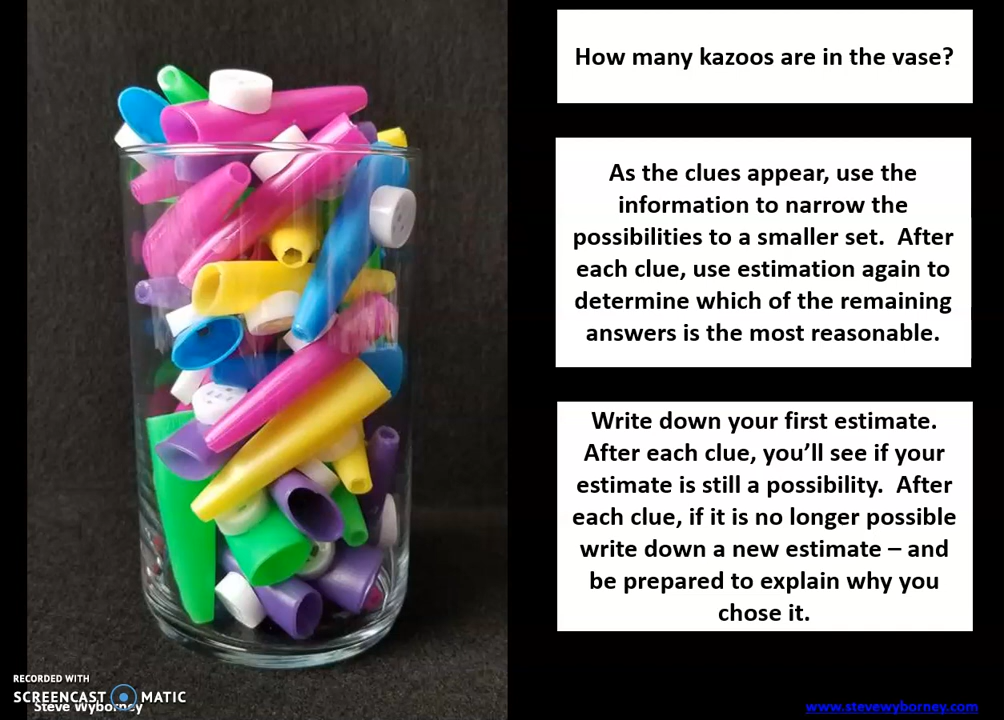 How many kazoos are in the vase?
As the clues appear, use the
information to narrow the
possibilities to a smaller set.  After
each clue, use estimation again to
determine which of the remaining
answers is the most reasonable.
Write down your first estimate.
After each clue, you’ll see if your
estimate is still a possibility.  After
each clue, if it is no longer possible
write down a new estimate – and
be prepared to explain why you
chose it.
RECORDED WITH
SCREENCAST MATIC
Steve Wyborney
www.stevewyborney.com